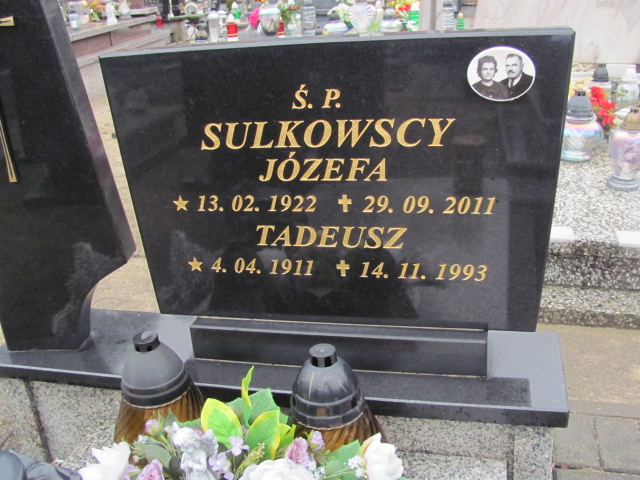 Ś. P.
SULKOWSCY
JÓZEFA
★ 13. 02. 1922 ✝ 29. 09. 2011
TADEUSZ
★ 4. 04. 1911 ✝ 14. 11. 1993